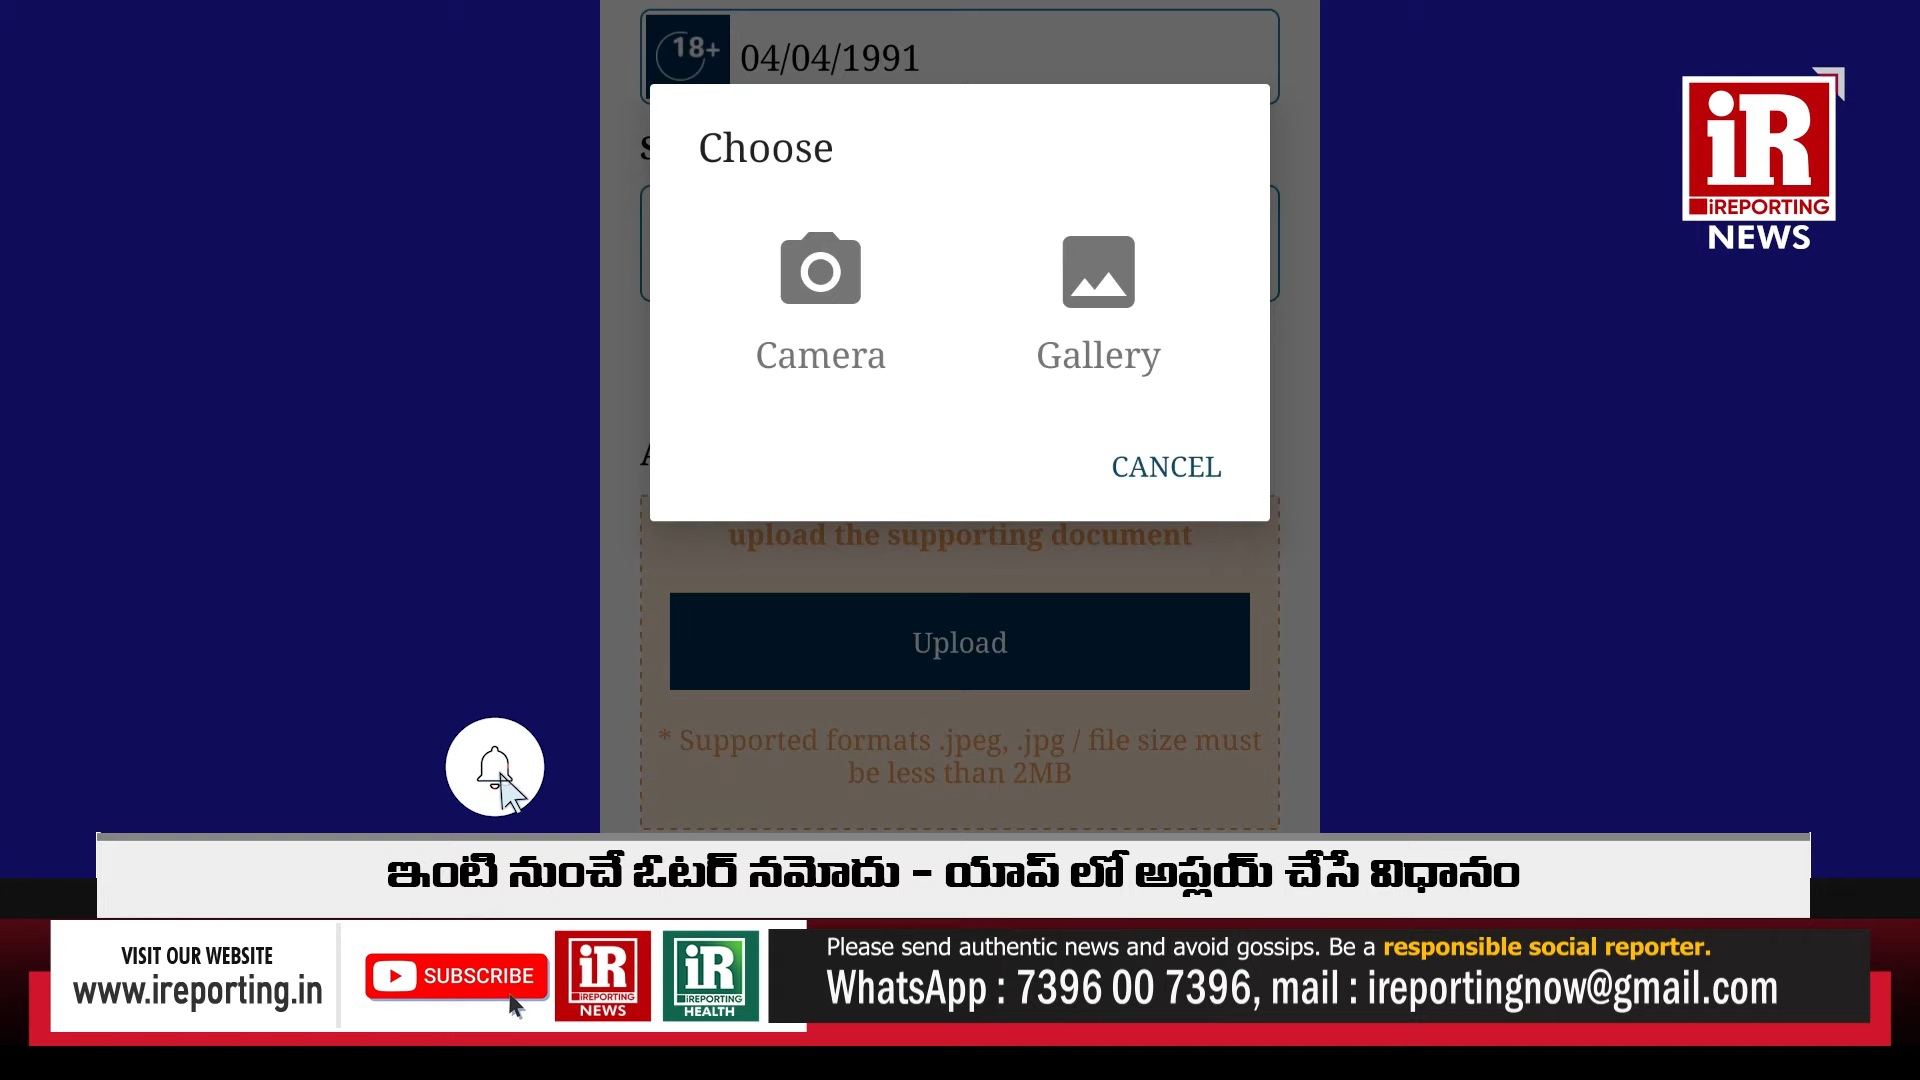 18+ 04/04/1991
Choose
Camera Gallery
CANCEL
upload the supporting document
Upload
* Supported formats .jpeg, .jpg / file size must
be less than 2MB
iR
iREPORTING
NEWS
ఇంటి నుంచే ఓటర్ నమోదు - యాప్ లో అప్లయ్ చేసే విధానం
VISIT OUR WEBSITE
www.ireporting.in
SUBSCRIBE
iR
iREPORTING
NEWS
iR
iREPORTING
HEALTH
Please send authentic news and avoid gossips. Be a responsible social reporter.
WhatsApp : 7396 00 7396, mail : ireportingnow@gmail.com